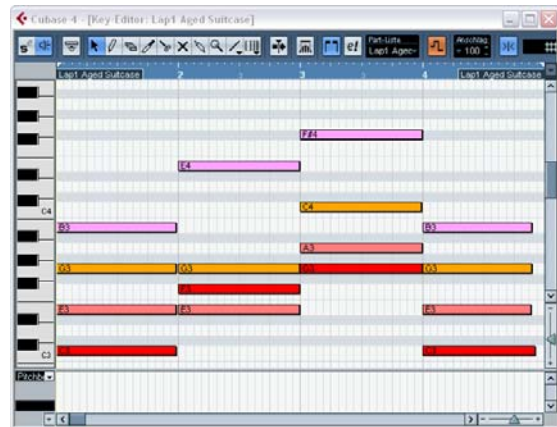 Cubase 4 - [Key-Editor: Lap1 Aged Suitcase]
Part-Liste
Anschlag
Lap1 Aged
100
Lap1 Aged Suitcase 2 3 4 Lap1 Aged Suitcase
F#4
E4
C4
C4
B3 B3
A3
G3 G3 G3 G3
F3
E3 E3 E3
C3 C3
C3